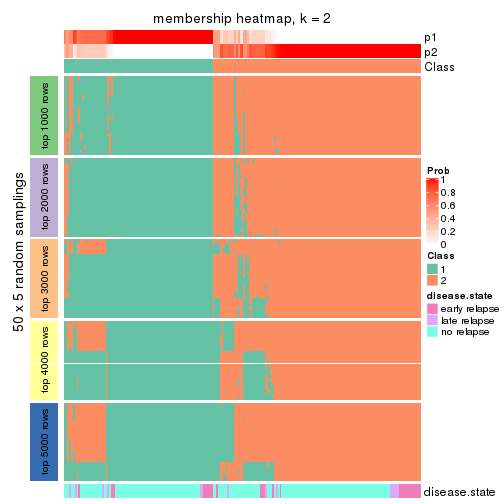 membership heatmap, k = 2
p1
p2
Class
50 x 5 random samplings
top 1000 rows
top 2000 rows
top 3000 rows
top 4000 rows
top 5000 rows
Prob
1
0.8
0.6
0.4
0.2
0
Class
1
2
disease.state
early relapse
late relapse
no relapse
disease.state